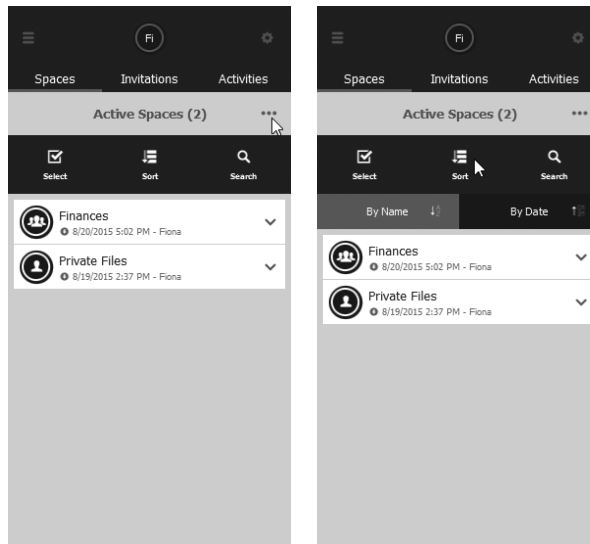 Fi
Spaces Invitations Activities
Active Spaces (2)
Select Sort Search
Finances
8/20/2015 5:02 PM - Fiona
Private Files
8/19/2015 2:37 PM - Fiona
Fi
Spaces Invitations Activities
Active Spaces (2)
Select Sort Search
By Name By Date
Finances
8/20/2015 5:02 PM - Fiona
Private Files
8/19/2015 2:37 PM - Fiona